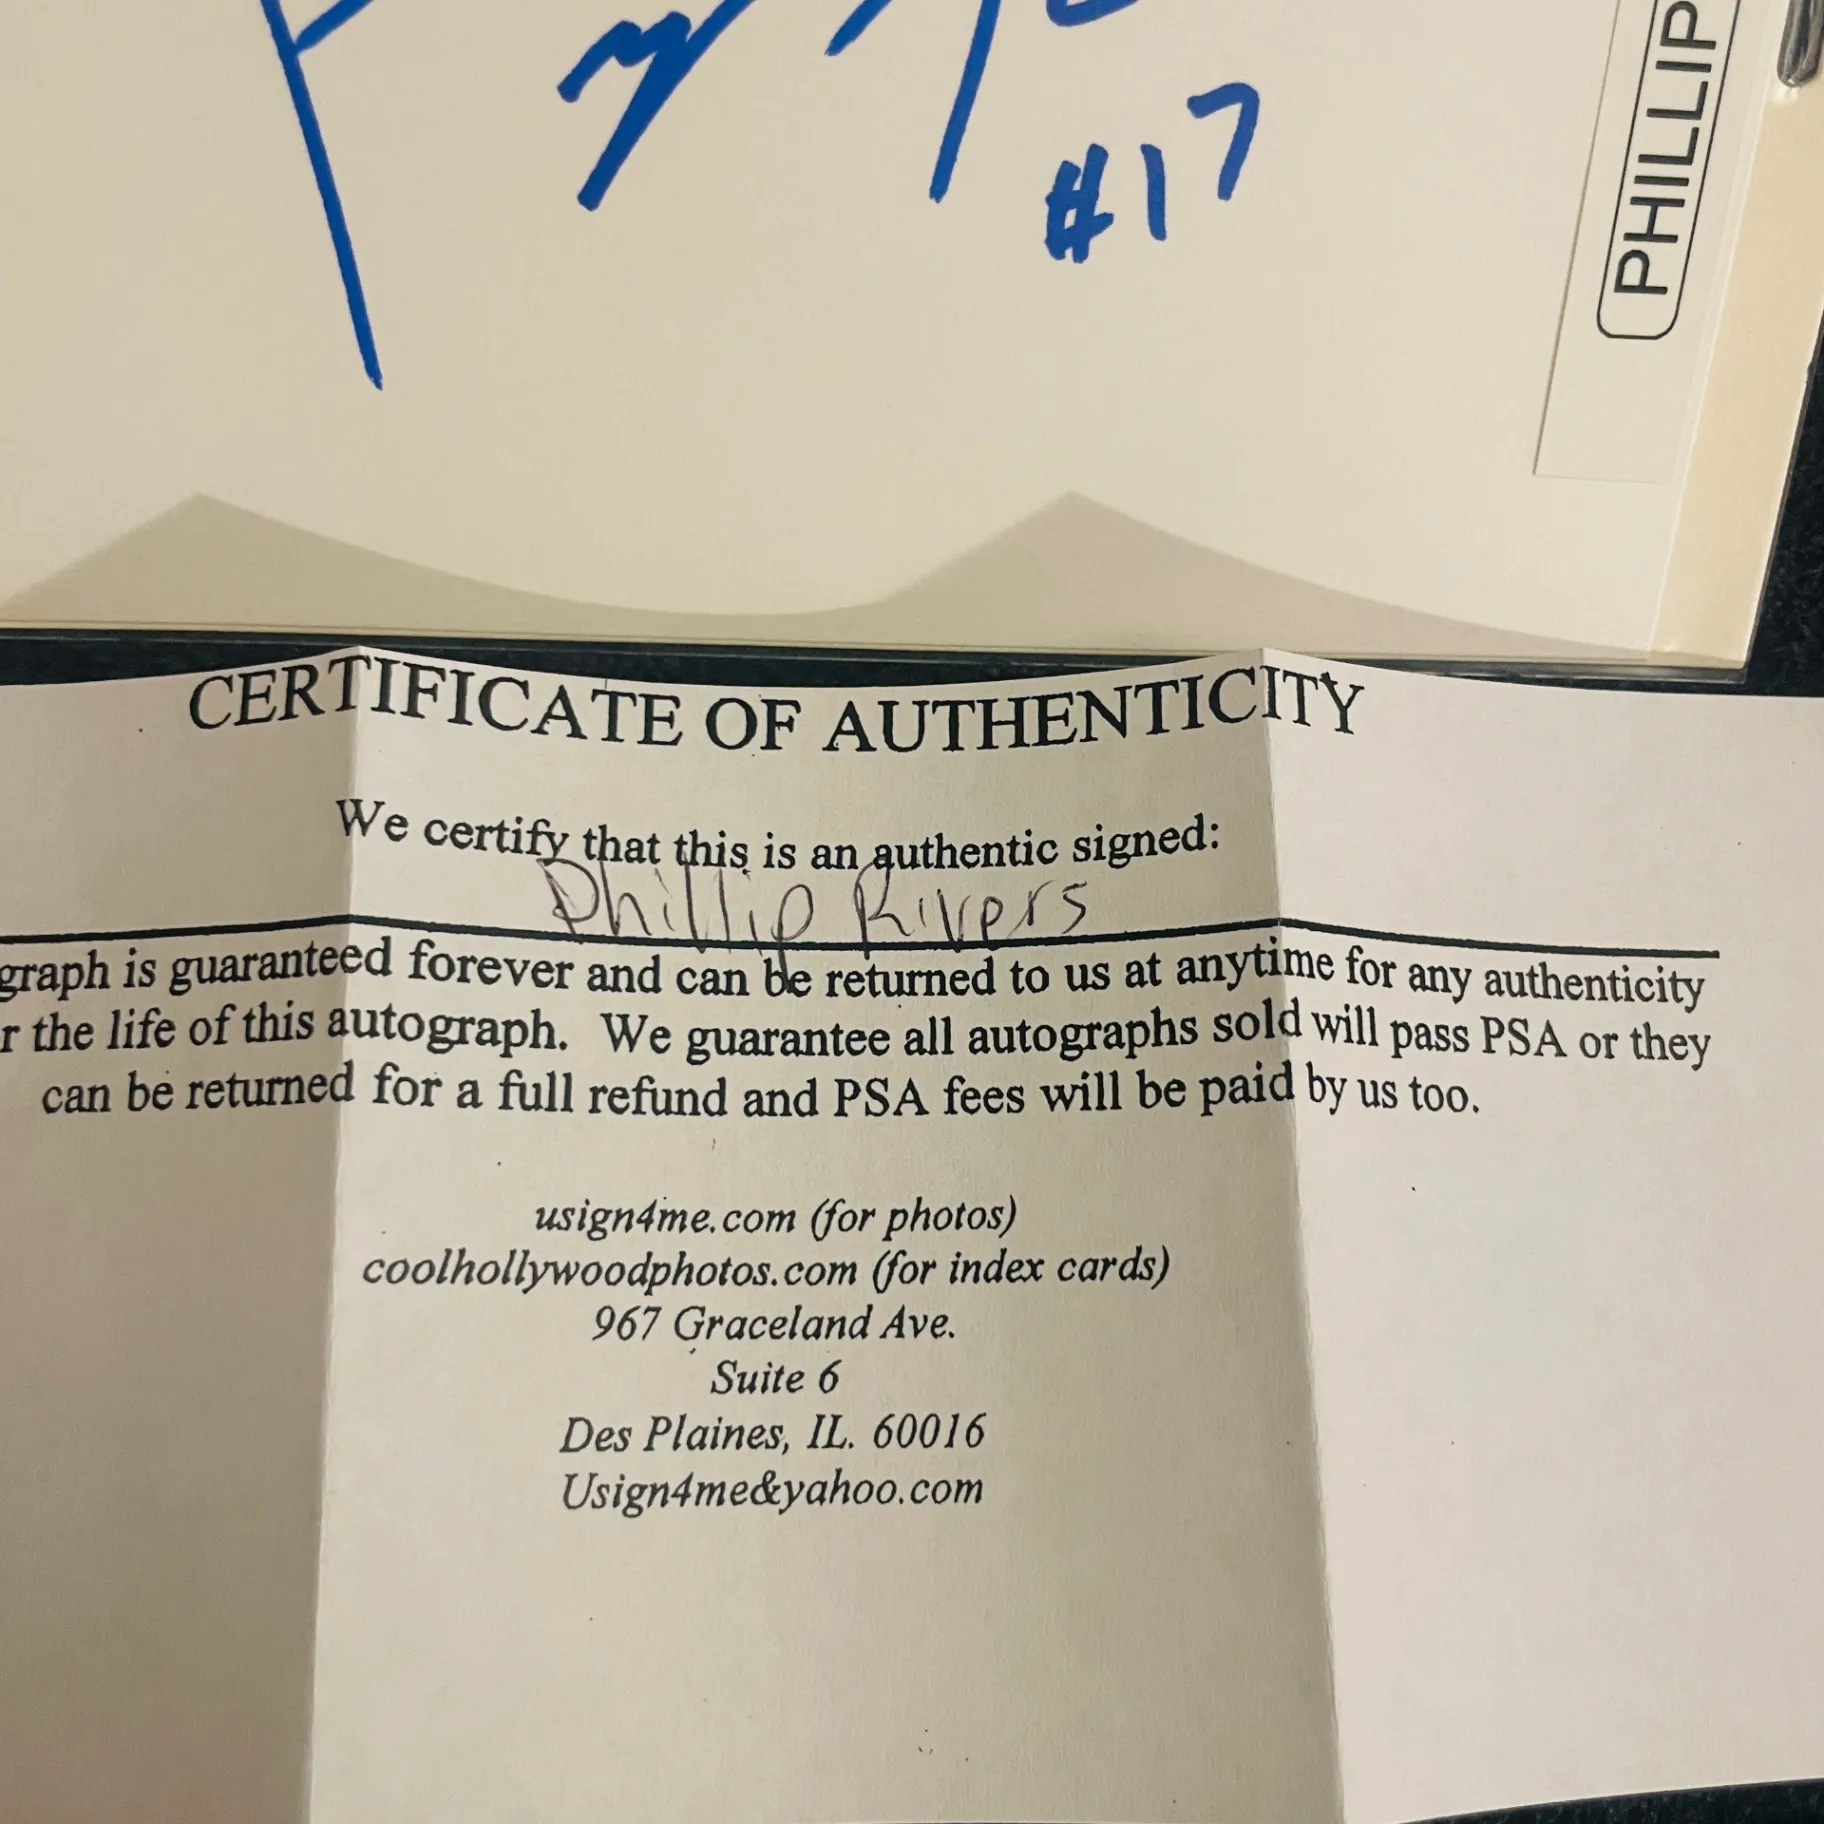 #17
PHILLIP
CERTIFICATE OF AUTHENTICITY
We certify that this is an authentic signed:
Phillip Rivers
graph is guaranteed forever and can be returned to us at anytime for any authenticity
r the life of this autograph. We guarantee all autographs sold will pass PSA or they
can be returned for a full refund and PSA fees will be paid by us too.
usign4me.com (for photos)
coolhollywoodphotos.com (for index cards)
967 Graceland Ave.
Suite 6
Des Plaines, IL. 60016
Usign4me&yahoo.com